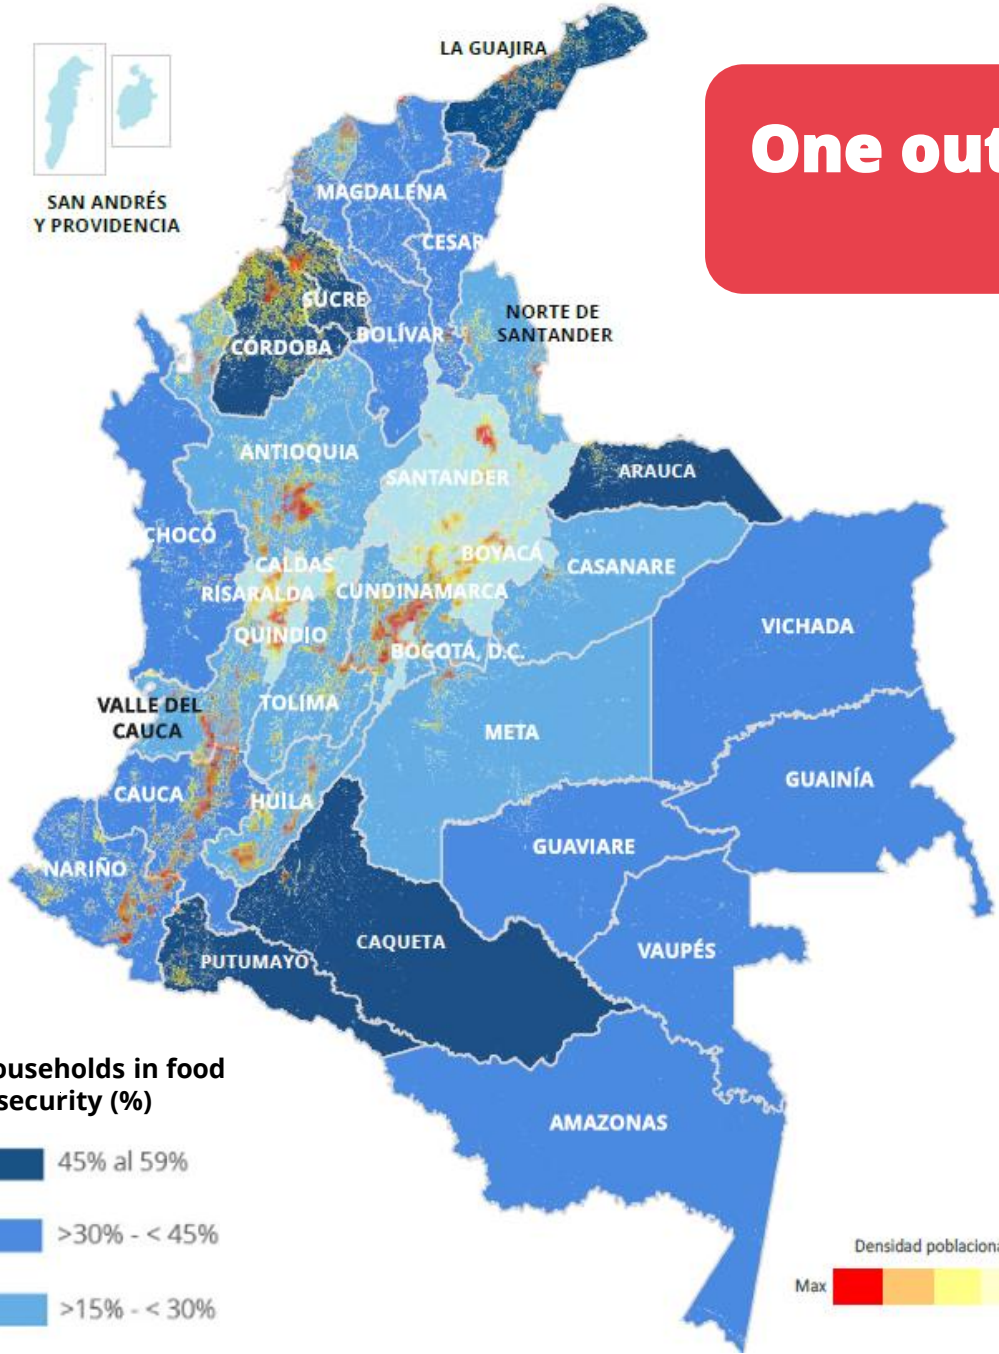 LA GUAJIRA
One out
SAN ANDRÉS
Y PROVIDENCIA
MAGDALENA
CESAR
SUCRE
NORTE DE
SANTANDER
BOLÍVAR
CÓRDOBA
ANTIOQUIA
SANTANDER
ARAUCA
CHOCÓ
BOYACÁ
CALDAS
CASANARE
RISARALDA
CUNDINAMARCA
VICHADA
QUINDIO
BOGOTÁ, D.C.
VALLE DEL
CAUCA
TOLIMA
META
GUAINÍA
CAUCA
HUILA
GUAVIARE
NARIÑO
CAQUETA
VAUPÉS
PUTUMAYO
ouseholds in food
security (%)
AMAZONAS
45% al 59%
>30% - < 45%
>15% - < 30%
Densidad poblaciona
Max